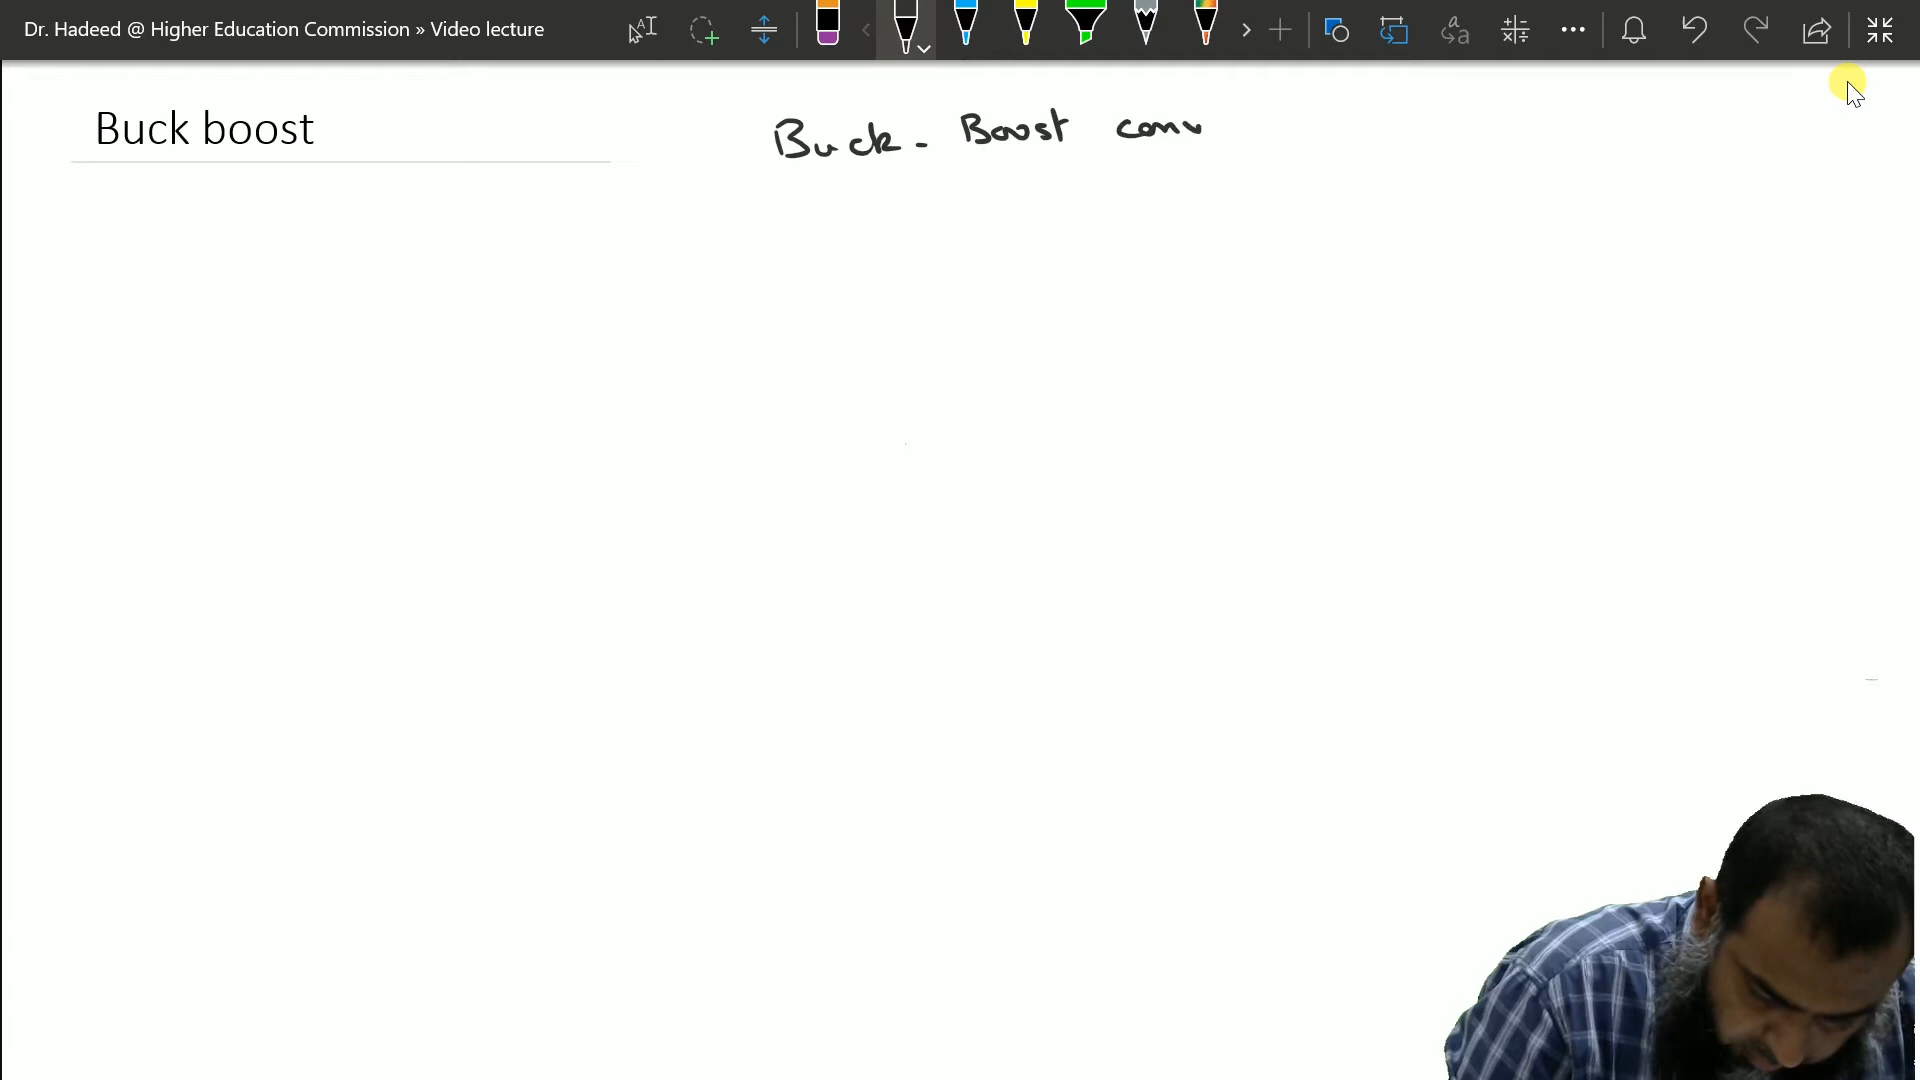 Dr. Hadeed @ Higher Education Commission » Video lecture
Buck boost
Buck - Boost conv